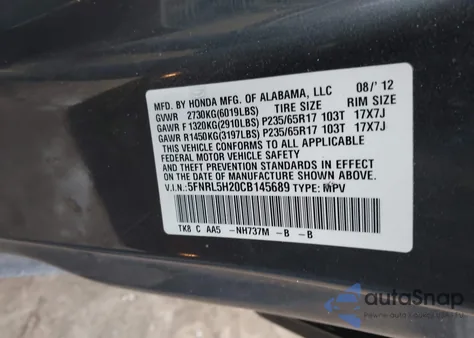 MFD. BY HONDA MFG. OF ALABAMA, LLC 08/'12
GVWR 2730KG(6019LBS) TIRE SIZE RIM SIZE
GAWR F 1320KG(2910LBS) P235/65R17 103T 17X7J
GAWR R1450KG(3197LBS) P235/65R17 103T 17X7J
THIS VEHICLE CONFORMS TO ALL APPLICABLE
FEDERAL MOTOR VEHICLE SAFETY
AND THEFT PREVENTION STANDARDS IN EFFECT ON
THE DATE OF MANUFACTURE SHOWN ABOVE.
V.I.N.: 5FNRL5H20CB145689 TYPE: MPV
TK8 C AA5 -NH737M -B -B
autoSnap